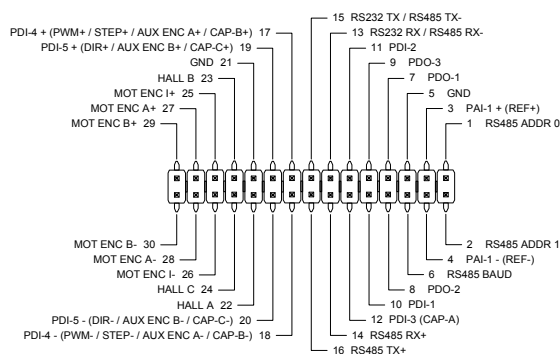 15 RS232 TX / RS485 TX-
PDI-4 + (PWM+ / STEP+ / AUX ENC A+ / CAP-B+) 17
13 RS232 RX / RS485 RX-
PDI-5 + (DIR+ / AUX ENC B+ / CAP-C+) 19
11 PDI-2
GND 21
9 PDO-3
HALL B 23
7 PDO-1
MOT ENC I+ 25
5 GND
MOT ENC A+ 27
3 PAI-1 + (REF+)
MOT ENC B+ 29
1 RS485 ADDR 0
MOT ENC B- 30
2 RS485 ADDR 1
MOT ENC A- 28
4 PAI-1 - (REF-)
MOT ENC I- 26
6 RS485 BAUD
HALL C 24
8 PDO-2
HALL A 22
10 PDI-1
PDI-5 - (DIR- / AUX ENC B- / CAP-C-) 20
12 PDI-3 (CAP-A)
PDI-4 - (PWM- / STEP- / AUX ENC A- / CAP-B-) 18
14 RS485 RX+
16 RS485 TX+